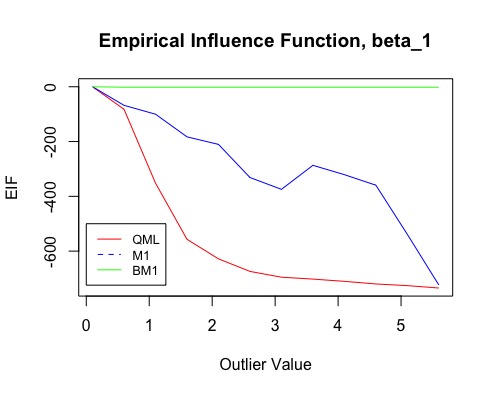 Empirical Influence Function, beta_1
EIF
0
-200
-400
-600
QML
M1
BM1
0 1 2 3 4 5
Outlier Value